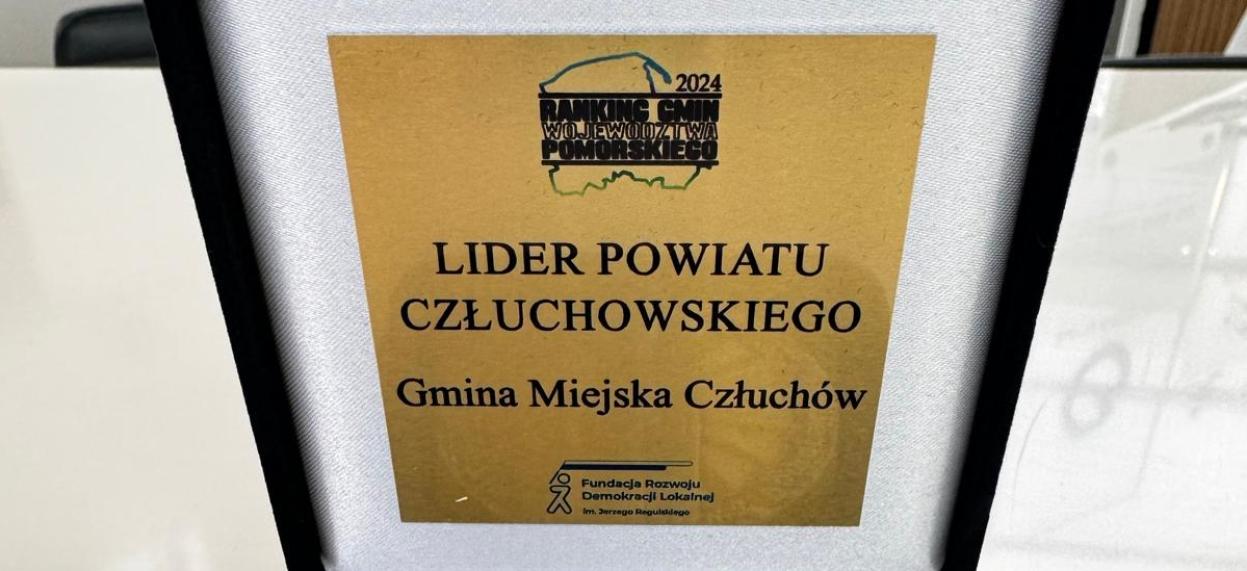 2024
RANKING GMIN
WOJEWÓDZTWA
POMORSKIEGO
LIDER POWIATU
CZŁUCHOWSKIEGO
Gmina Miejska Człuchów
Fundacja Rozwoju
Demokracji Lokalnej
im. Jerzego Regulskiego